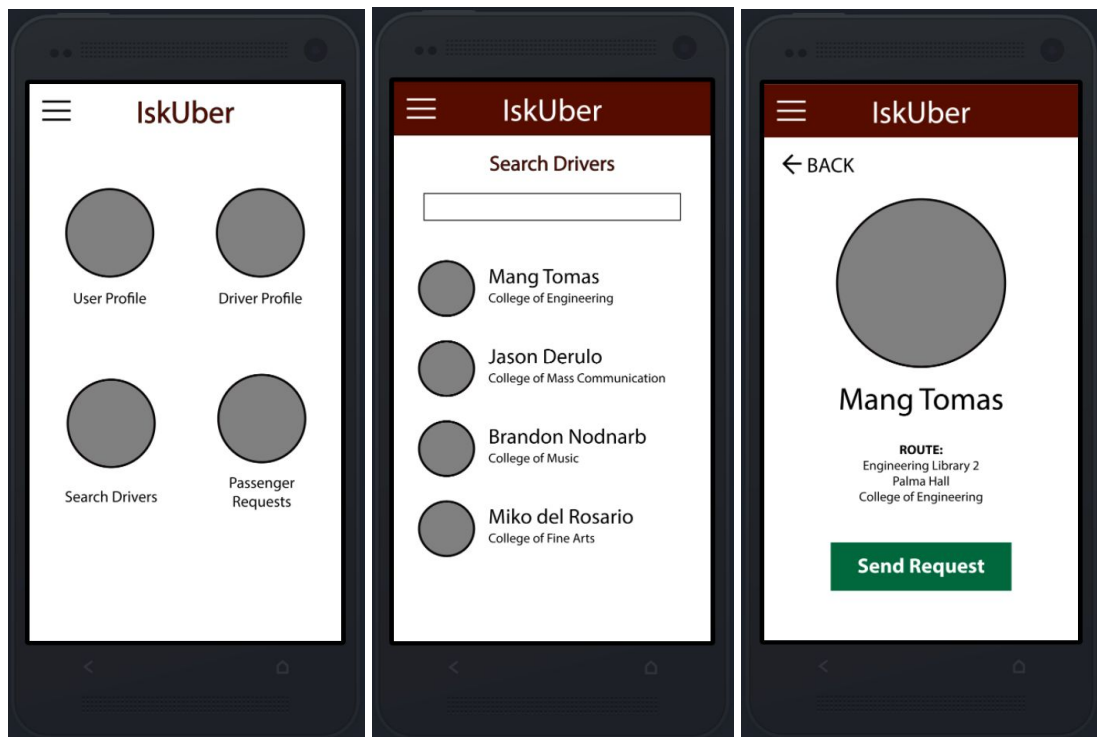 IskUber
User Profile
Driver Profile
Search Drivers
Passenger
Requests
IskUber
Search Drivers
Mang Tomas
College of Engineering
Jason Derulo
College of Mass Communication
Brandon Nodnarb
College of Music
Miko del Rosario
College of Fine Arts
IskUber
BACK
Mang Tomas
ROUTE:
Engineering Library 2
Palma Hall
College of Engineering
Send Request